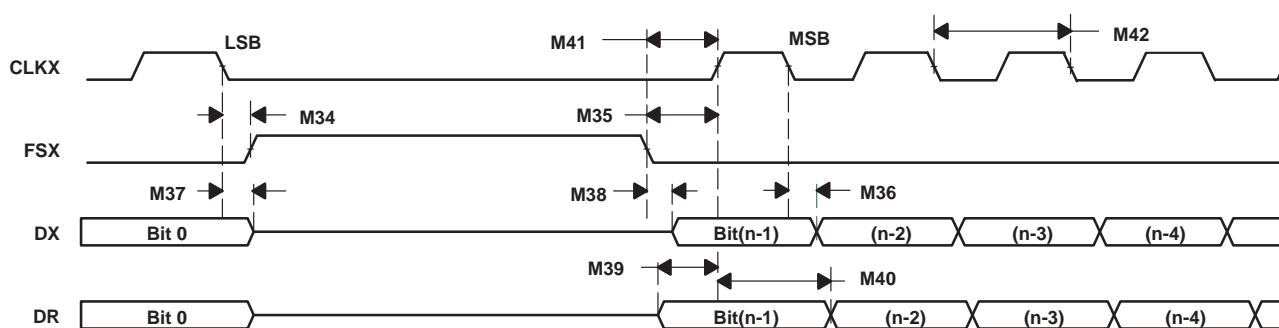 LSB
M41
MSB
M42
CLKX
M34
M35
FSX
M37
M38
M36
DX
Bit 0
Bit(n-1)
(n-2)
(n-3)
(n-4)
M39
M40
DR
Bit 0
Bit(n-1)
(n-2)
(n-3)
(n-4)